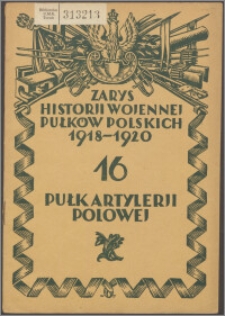 313213
ZARYS
HISTORJI WOJENNEJ
PUŁKÓW POLSKICH
1918-1920
16
PUŁK ARTYLERJI
POLOWEJ